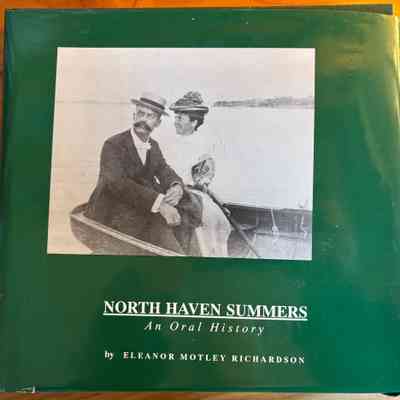 NORTH HAVEN SUMMERS
An Oral History
by ELEANOR MOTLEY RICHARDSON